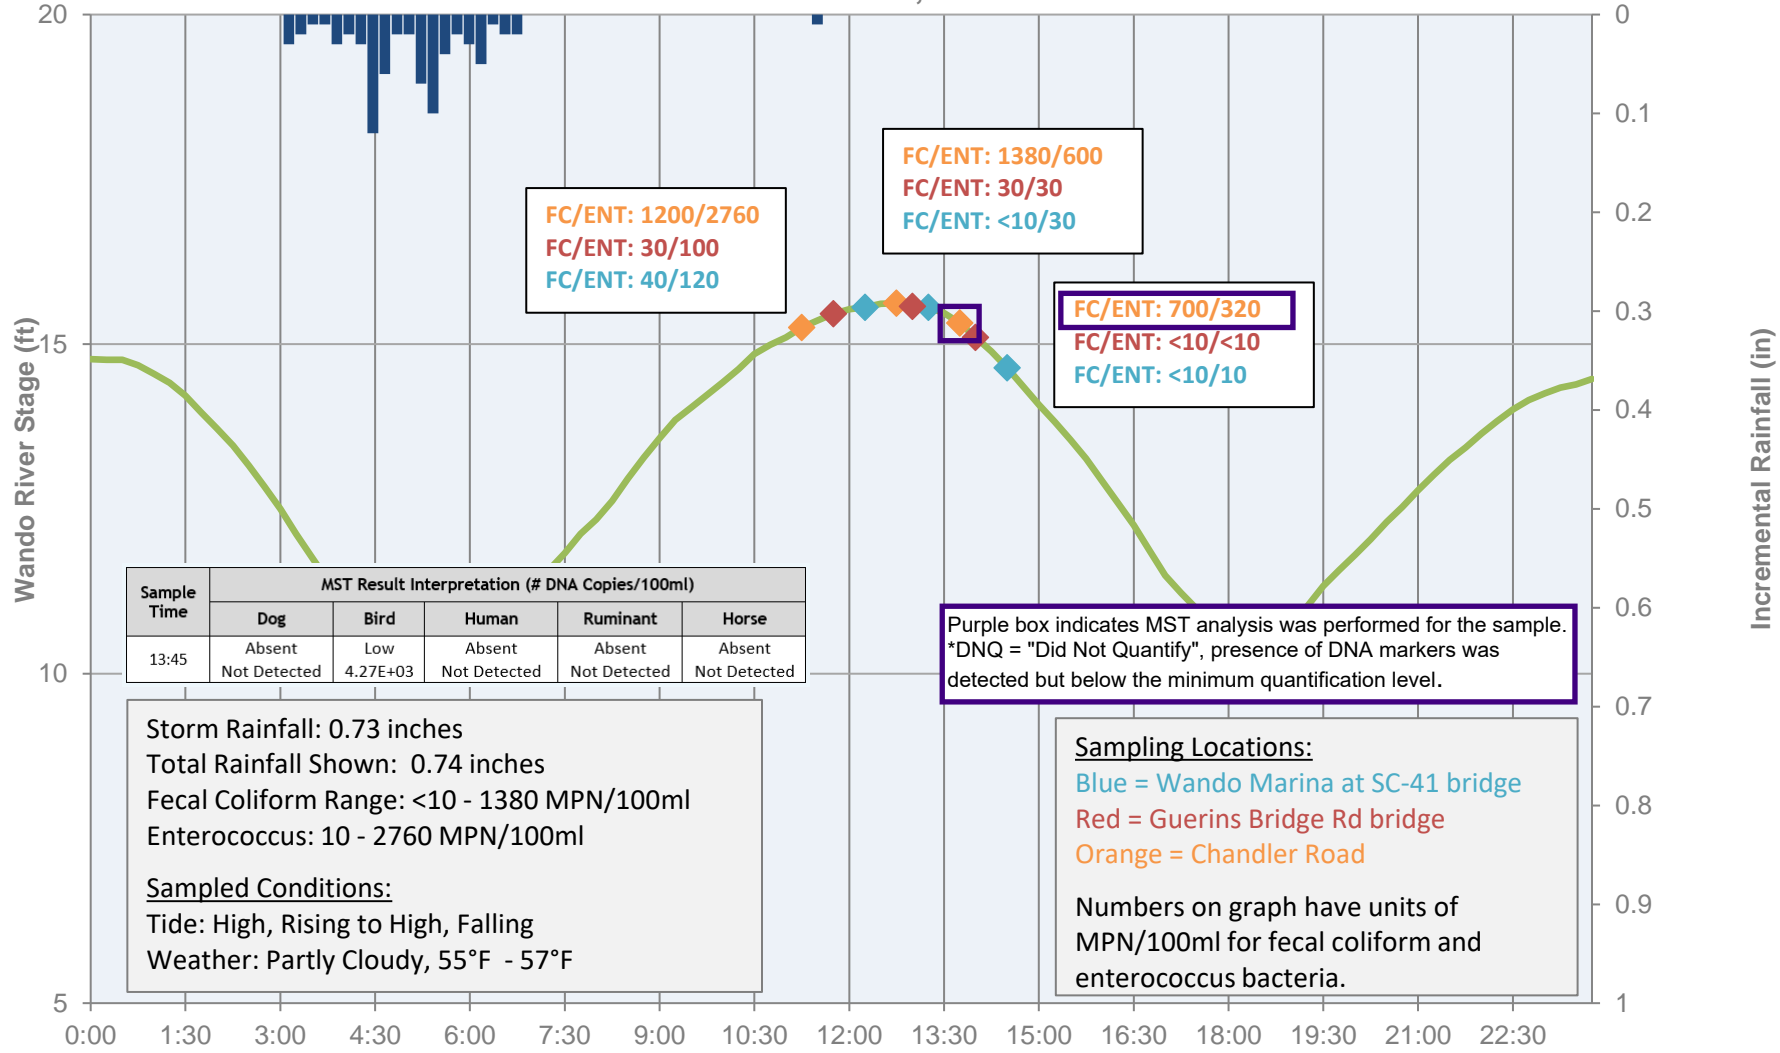 20
0
15
10
5
0.1
0.2
0.3
0.4
0.5
0.6
0.7
0.8
0.9
1
Wando River Stage (ft)
Incremental Rainfall (in)
FC/ENT: 1200/2760
FC/ENT: 30/100
FC/ENT: 40/120
FC/ENT: 1380/600
FC/ENT: 30/30
FC/ENT: <10/30
FC/ENT: 700/320
FC/ENT: <10/<10
FC/ENT: <10/10
Sample Time MST Result Interpretation (# DNA Copies/100ml)
Dog Bird Human Ruminant Horse
13:45 Absent Low Absent Absent Absent
Not Detected 4.27E+03 Not Detected Not Detected Not Detected
Purple box indicates MST analysis was performed for the sample.
*DNQ = "Did Not Quantify", presence of DNA markers was
detected but below the minimum quantification level.
Storm Rainfall: 0.73 inches
Total Rainfall Shown: 0.74 inches
Fecal Coliform Range: <10 - 1380 MPN/100ml
Enterococcus: 10 - 2760 MPN/100ml
Sampled Conditions:
Tide: High, Rising to High, Falling
Weather: Partly Cloudy, 55°F - 57°F
Sampling Locations:
Blue = Wando Marina at SC-41 bridge
Red = Guerins Bridge Rd bridge
Orange = Chandler Road
Numbers on graph have units of
MPN/100ml for fecal coliform and
enterococcus bacteria.
0:00 1:30 3:00 4:30 6:00 7:30 9:00 10:30 12:00 13:30 15:00 16:30 18:00 19:30 21:00 22:30